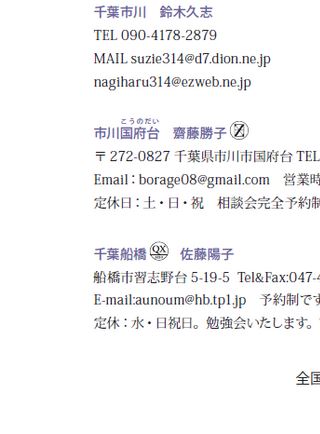 千葉市川　鈴木久志
TEL 090-4178-2879
MAIL suzie314@d7.dion.ne.jp
nagiharu314@ezweb.ne.jp
こうのだい
市川国府台　齋藤勝子 Z
〒272-0827 千葉県市川市国府台 TEL
Email：borage08@gmail.com　営業時
定休日：土・日・祝　相談会完全予約制
千葉船橋 QX　佐藤陽子
船橋市習志野台 5-19-5 Tel&Fax:047-4
E-mail:aunoum@hb.tp1.jp　予約制です
定休：水・日祝日。勉強会いたします。
全国